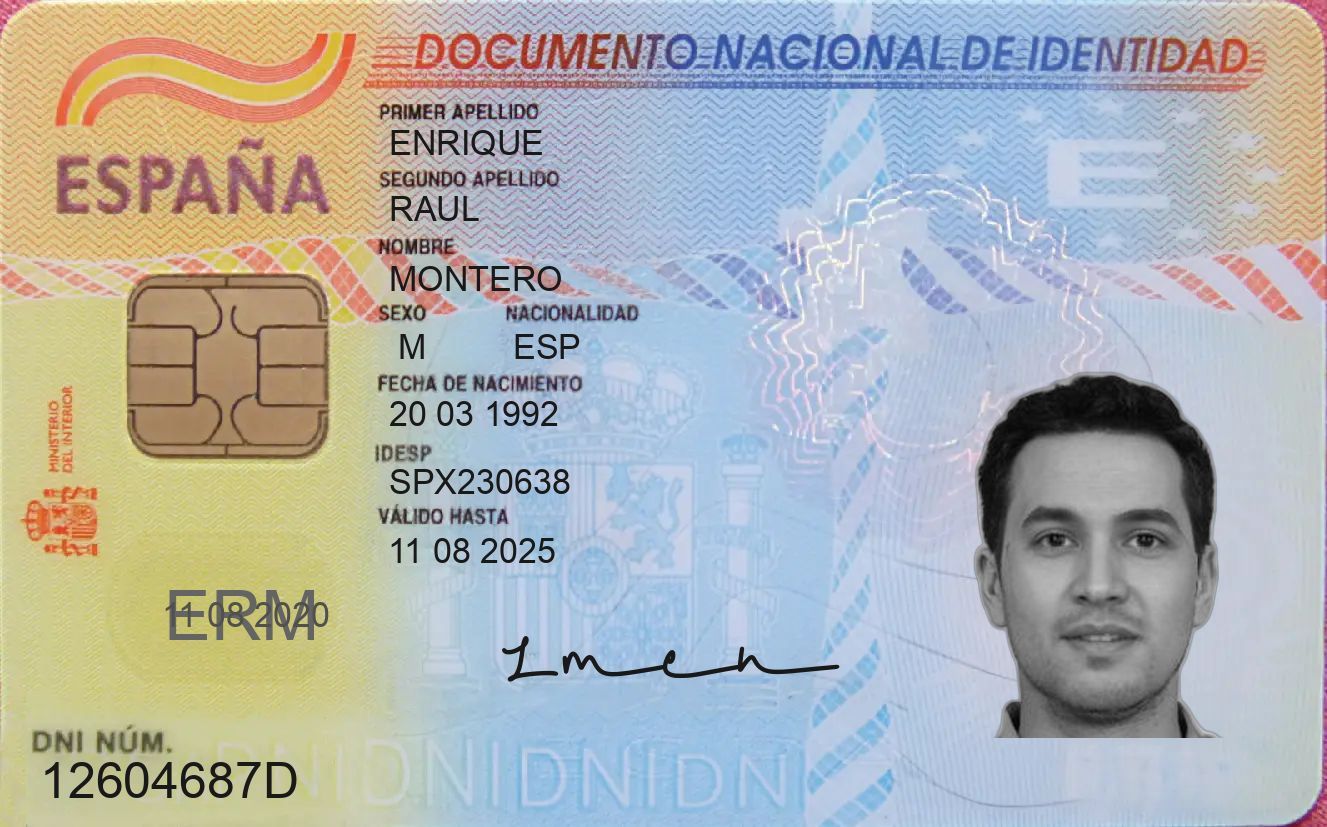 DOCUMENTO NACIONAL DE IDENTIDAD
ESPAÑA
PRIMER APELLIDO
ENRIQUE
SEGUNDO APELLIDO
RAUL
NOMBRE
MONTERO
SEXO NACIONALIDAD
M ESP
FECHA DE NACIMIENTO
20 03 1992
IDESP
SPX230638
VÁLIDO HASTA
11 08 2025
MINISTERIO
DEL INTERIOR
E
11 08 2020
ERM
DNI NÚM.
12604687D
DNIDNIDNIDNI